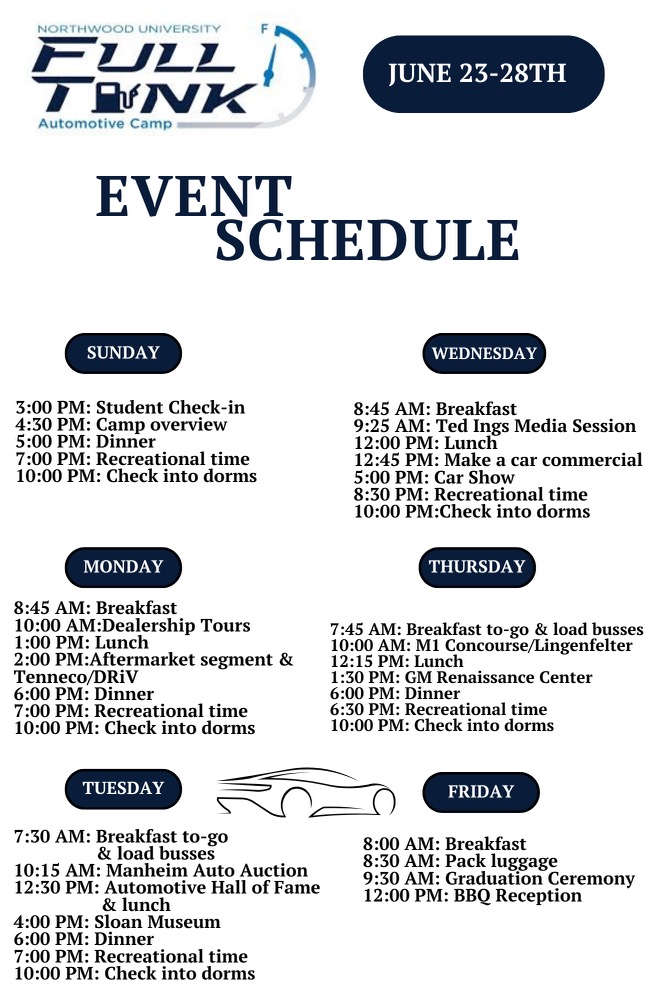 NORTHWOOD UNIVERSITY
FULL
TANK
Automotive Camp
F
JUNE 23-28TH
EVENT
SCHEDULE
SUNDAY
3:00 PM: Student Check-in
4:30 PM: Camp overview
5:00 PM: Dinner
7:00 PM: Recreational time
10:00 PM: Check into dorms
MONDAY
8:45 AM: Breakfast
10:00 AM:Dealership Tours
1:00 PM: Lunch
2:00 PM:Aftermarket segment &
Tenneco/DRiV
6:00 PM: Dinner
7:00 PM: Recreational time
10:00 PM: Check into dorms
TUESDAY
7:30 AM: Breakfast to-go
& load busses
10:15 AM: Manheim Auto Auction
12:30 PM: Automotive Hall of Fame
& lunch
4:00 PM: Sloan Museum
6:00 PM: Dinner
7:00 PM: Recreational time
10:00 PM: Check into dorms
WEDNESDAY
8:45 AM: Breakfast
9:25 AM: Ted Ings Media Session
12:00 PM: Lunch
12:45 PM: Make a car commercial
5:00 PM: Car Show
8:30 PM: Recreational time
10:00 PM:Check into dorms
THURSDAY
7:45 AM: Breakfast to-go & load busses
10:00 AM: M1 Concourse/Lingenfelter
12:15 PM: Lunch
1:30 PM: GM Renaissance Center
6:00 PM: Dinner
6:30 PM: Recreational time
10:00 PM: Check into dorms
FRIDAY
8:00 AM: Breakfast
8:30 AM: Pack luggage
9:30 AM: Graduation Ceremony
12:00 PM: BBQ Reception